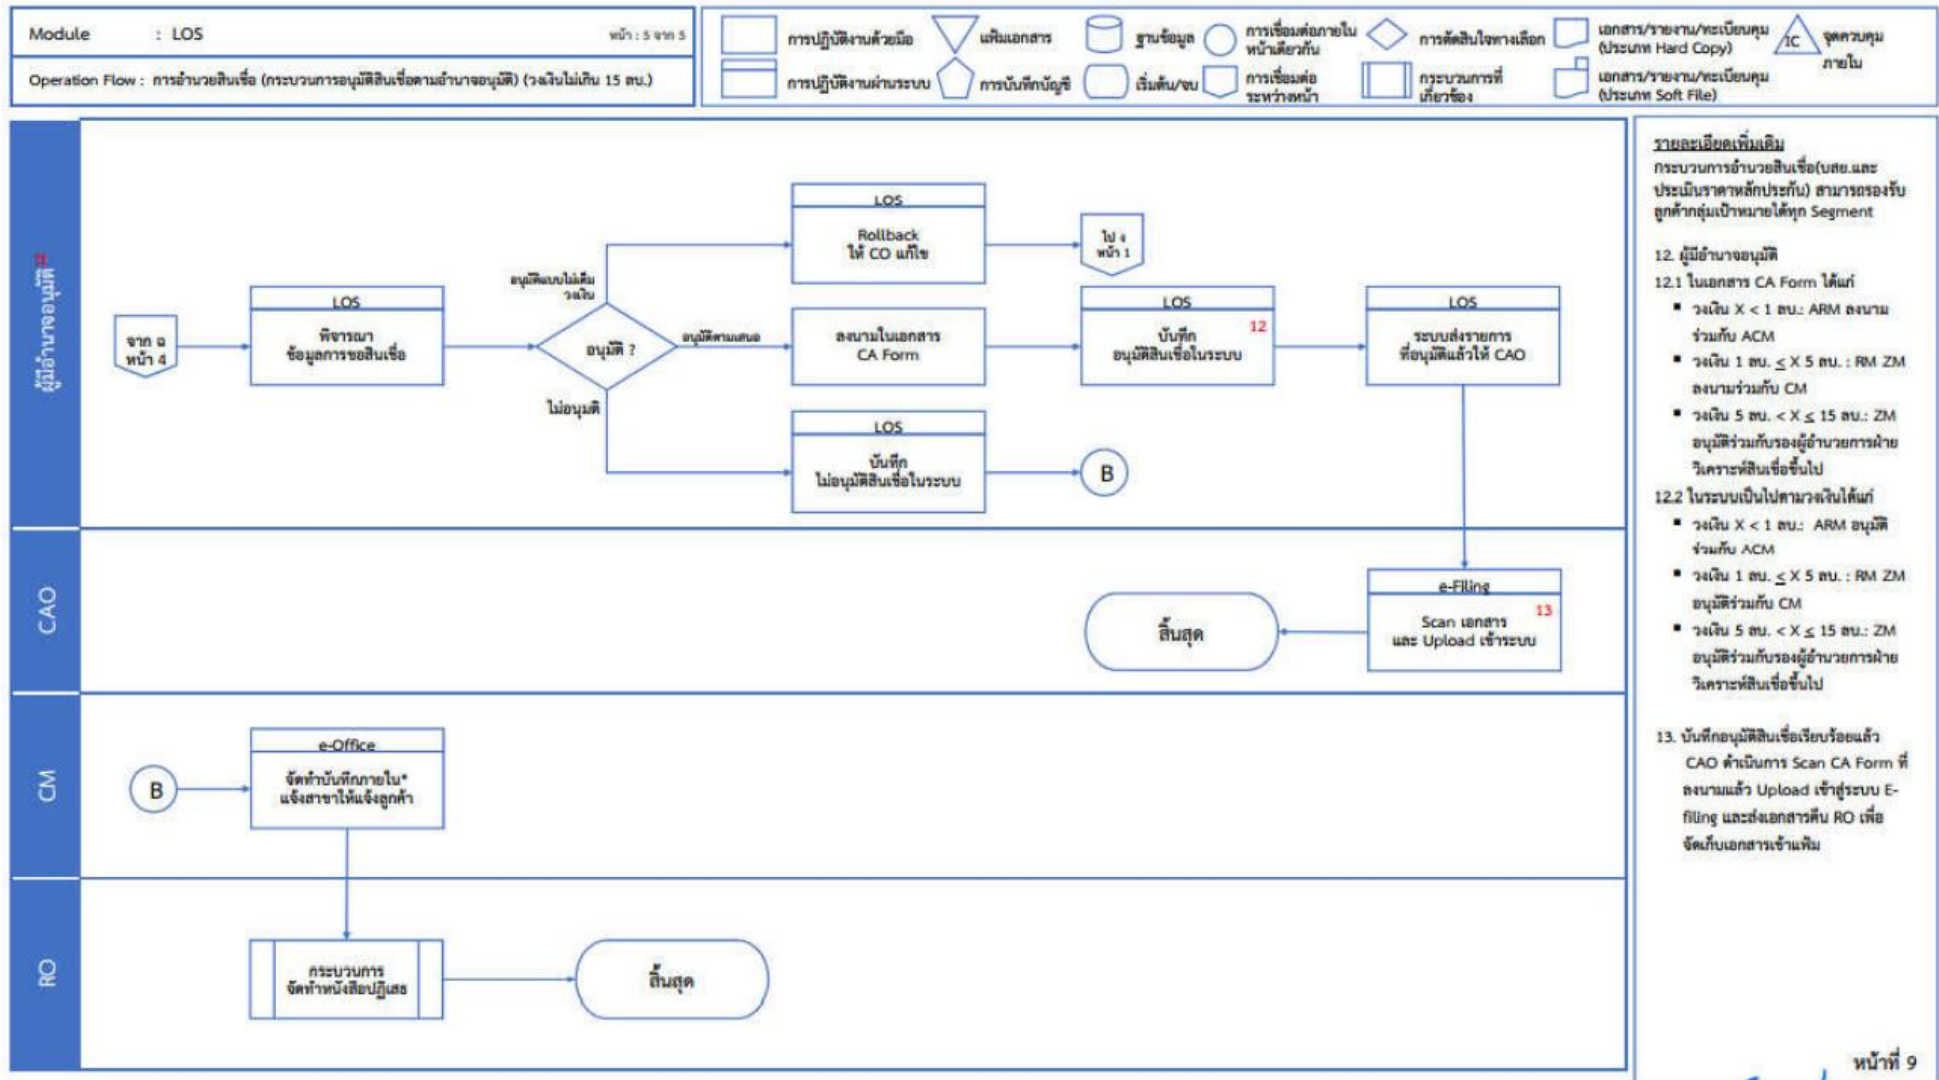 Module : LOS
หน้า : 5 จาก 5
Operation Flow : การอำนวยสินเชื่อ (กระบวนการอนุมัติสินเชื่อตามอำนาจอนุมัติ) (วงเงินไม่เกิน 15 ลบ.)
การปฏิบัติงานด้วยมือ
แฟ้มเอกสาร
ฐานข้อมูล
การเชื่อมต่อภายใน
หน้าเดียวกัน
การตัดสินใจทางเลือก
เอกสาร/รายงาน/ทะเบียนคุม
(ประเภท Hard Copy)
IC
จุดควบคุม
ภายใน
การปฏิบัติงานผ่านระบบ
การบันทึกบัญชี
เริ่มต้น/จบ
การเชื่อมต่อ
ระหว่างหน้า
กระบวนการที่
เกี่ยวข้อง
เอกสาร/รายงาน/ทะเบียนคุม
(ประเภท Soft File)
ผู้มีอำนาจอนุมัติ12
จาก ฉ
หน้า 4
LOS
พิจารณา
ข้อมูลการขอสินเชื่อ
อนุมัติ ?
อนุมัติแบบไม่เต็ม
วงเงิน
LOS
Rollback
ให้ CO แก้ไข
ไป ง
หน้า 1
อนุมัติตามเสนอ
ลงนามในเอกสาร
CA Form
LOS
12
บันทึก
อนุมัติสินเชื่อในระบบ
LOS
ระบบส่งรายการ
ที่อนุมัติแล้วให้ CAO
ไม่อนุมติ
LOS
บันทึก
ไม่อนุมัติสินเชื่อในระบบ
B
CAO
e-Filing
13
Scan เอกสาร
และ Upload เข้าระบบ
สิ้นสุด
CM
B
e-Office
จัดทำบันทึกภายใน*
แจ้งสาขาให้แจ้งลูกค้า
RO
กระบวนการ
จัดทำหนังสือปฏิเสธ
สิ้นสุด
รายละเอียดเพิ่มเติม
กระบวนการอำนวยสินเชื่อ(บสย.และ
ประเมินราคาหลักประกัน) สามารถรองรับ
ลูกค้ากลุ่มเป้าหมายได้ทุก Segment
12. ผู้มีอำนาจอนุมัติ
12.1 ในเอกสาร CA Form ได้แก่
▪ วงเงิน X < 1 ลบ.: ARM ลงนาม
ร่วมกับ ACM
▪ วงเงิน 1 ลบ. ≤ X 5 ลบ. : RM ZM
ลงนามร่วมกับ CM
▪ วงเงิน 5 ลบ. < X ≤ 15 ลบ.: ZM
อนุมัติร่วมกับรองผู้อำนวยการฝ่าย
วิเคราะห์สินเชื่อขึ้นไป
12.2 ในระบบเป็นไปตามวงเงินได้แก่
▪ วงเงิน X < 1 ลบ.: ARM อนุมัติ
ร่วมกับ ACM
▪ วงเงิน 1 ลบ. ≤ X 5 ลบ. : RM ZM
อนุมัติร่วมกับ CM
▪ วงเงิน 5 ลบ. < X ≤ 15 ลบ.: ZM
อนุมัติร่วมกับรองผู้อำนวยการฝ่าย
วิเคราะห์สินเชื่อขึ้นไป
13. บันทึกอนุมัติสินเชื่อเรียบร้อยแล้ว
CAO ดำเนินการ Scan CA Form ที่
ลงนามแล้ว Upload เข้าสู่ระบบ E-
filing และส่งเอกสารคืน RO เพื่อ
จัดเก็บเอกสารเข้าแฟ้ม
หน้าที่ 9